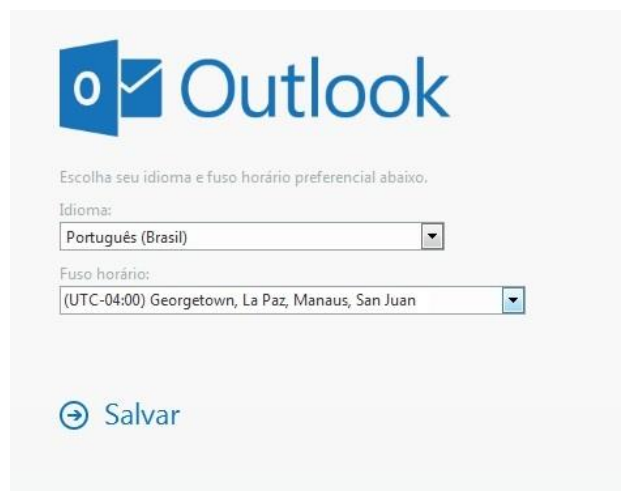 Outlook
Escolha seu idioma e fuso horário preferencial abaixo.
Idioma:
Português (Brasil)
Fuso horário:
(UTC-04:00) Georgetown, La Paz, Manaus, San Juan
Salvar